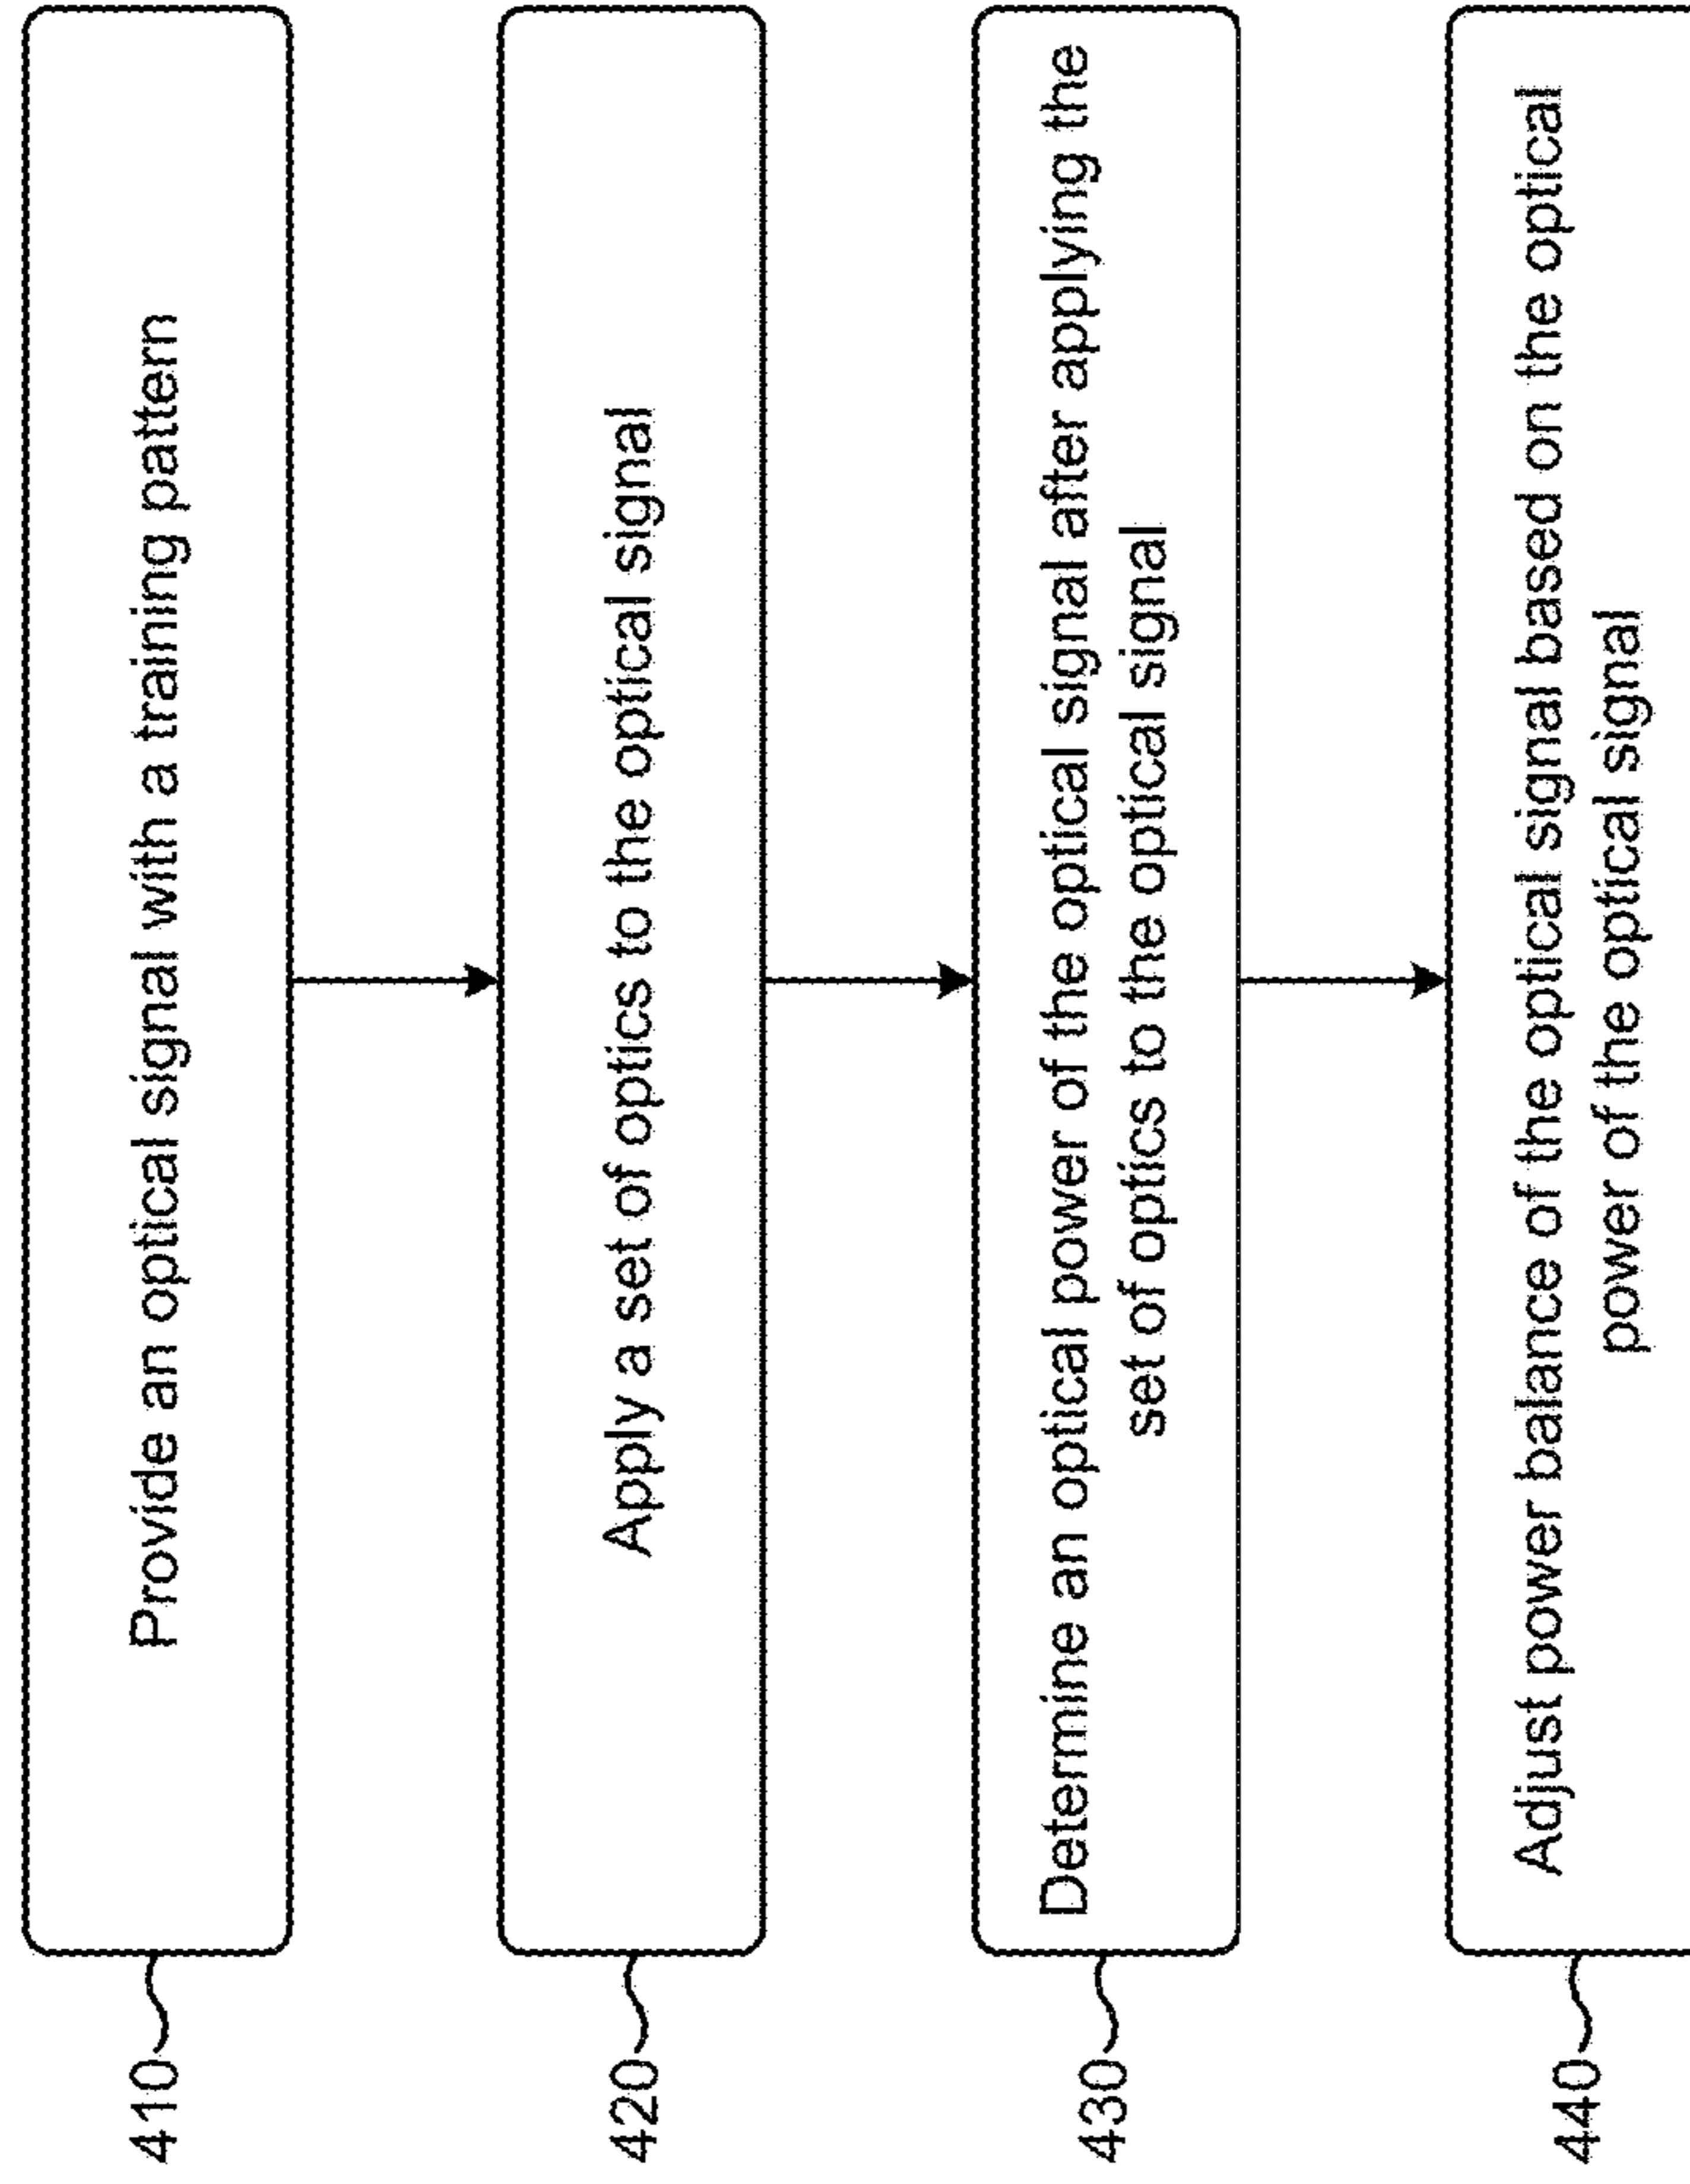 410
Provide an optical signal with a training pattern
420
Apply a set of optics to the optical signal
430
Determine an optical power of the optical signal after applying the
set of optics to the optical signal
440
Adjust power balance of the optical signal based on the optical
power of the optical signal